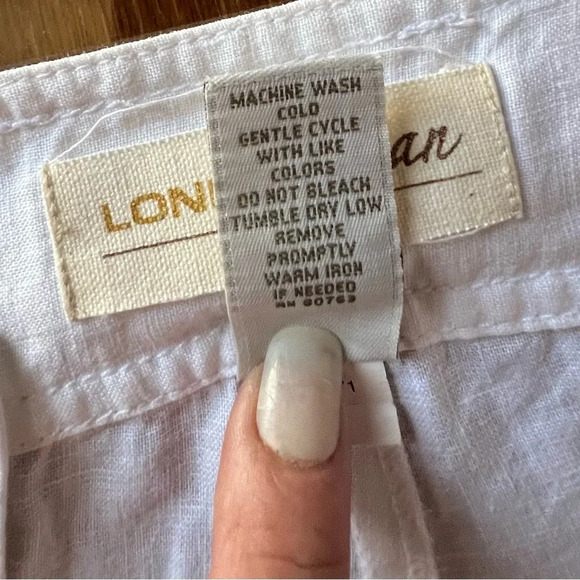 MACHINE WASH
COLD
GENTLE CYCLE
WITH LIKE
COLORS
DO NOT BLEACH
TUMBLE DRY LOW
REMOVE
PROMPTLY
WARM IRON
IF NEEDED
RN 60763
LON
an